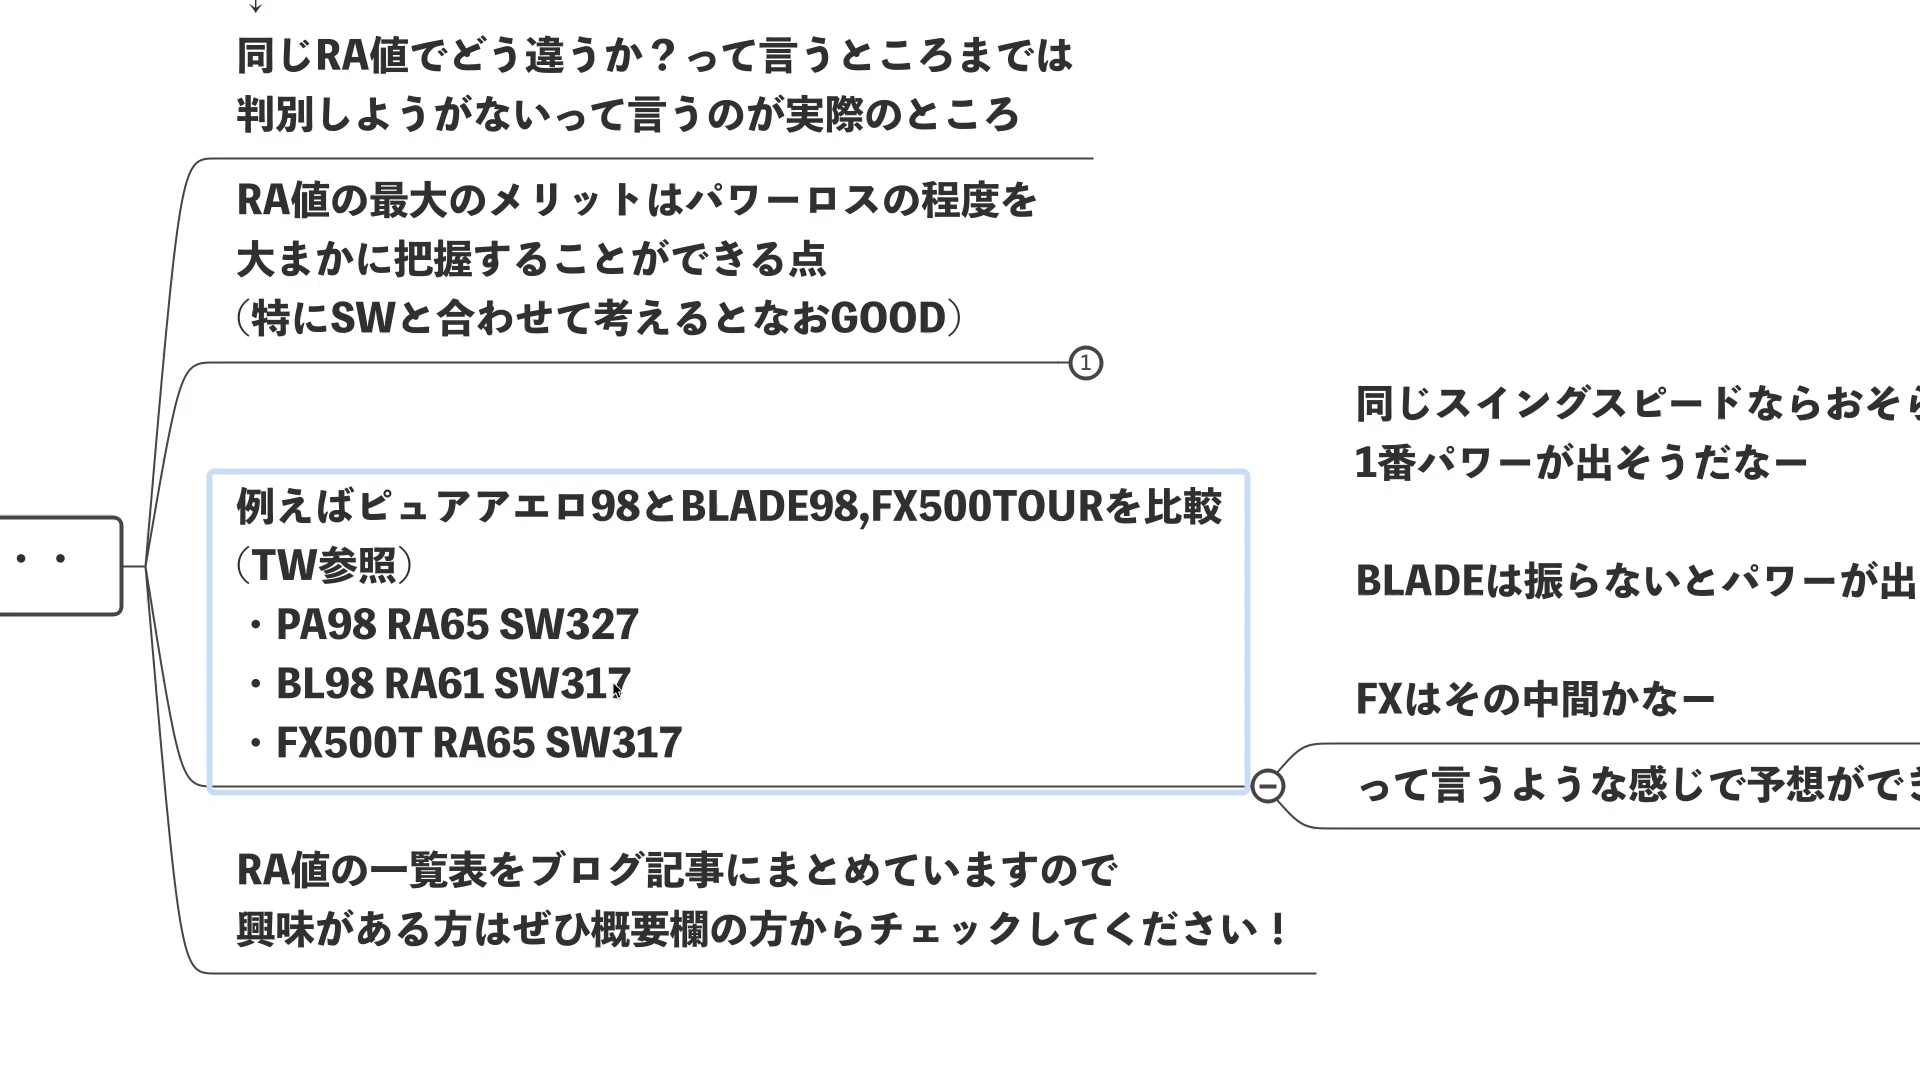 ↓
同じRA値でどう違うか？って言うところまでは
判別しようがないって言うのが実際のところ
RA値の最大のメリットはパワーロスの程度を
大まかに把握することができる点
（特にSWと合わせて考えるとなおGOOD）
1
・・
例えばピュアアエロ98とBLADE98,FX500TOURを比較
（TW参照）
・PA98 RA65 SW327
・BL98 RA61 SW317
・FX500T RA65 SW317
同じスイングスピードならおそ
1番パワーが出そうだなー
BLADEは振らないとパワーが出
FXはその中間かなー
って言うような感じで予想がで
RA値の一覧表をブログ記事にまとめていますので
興味がある方はぜひ概要欄の方からチェックしてください！